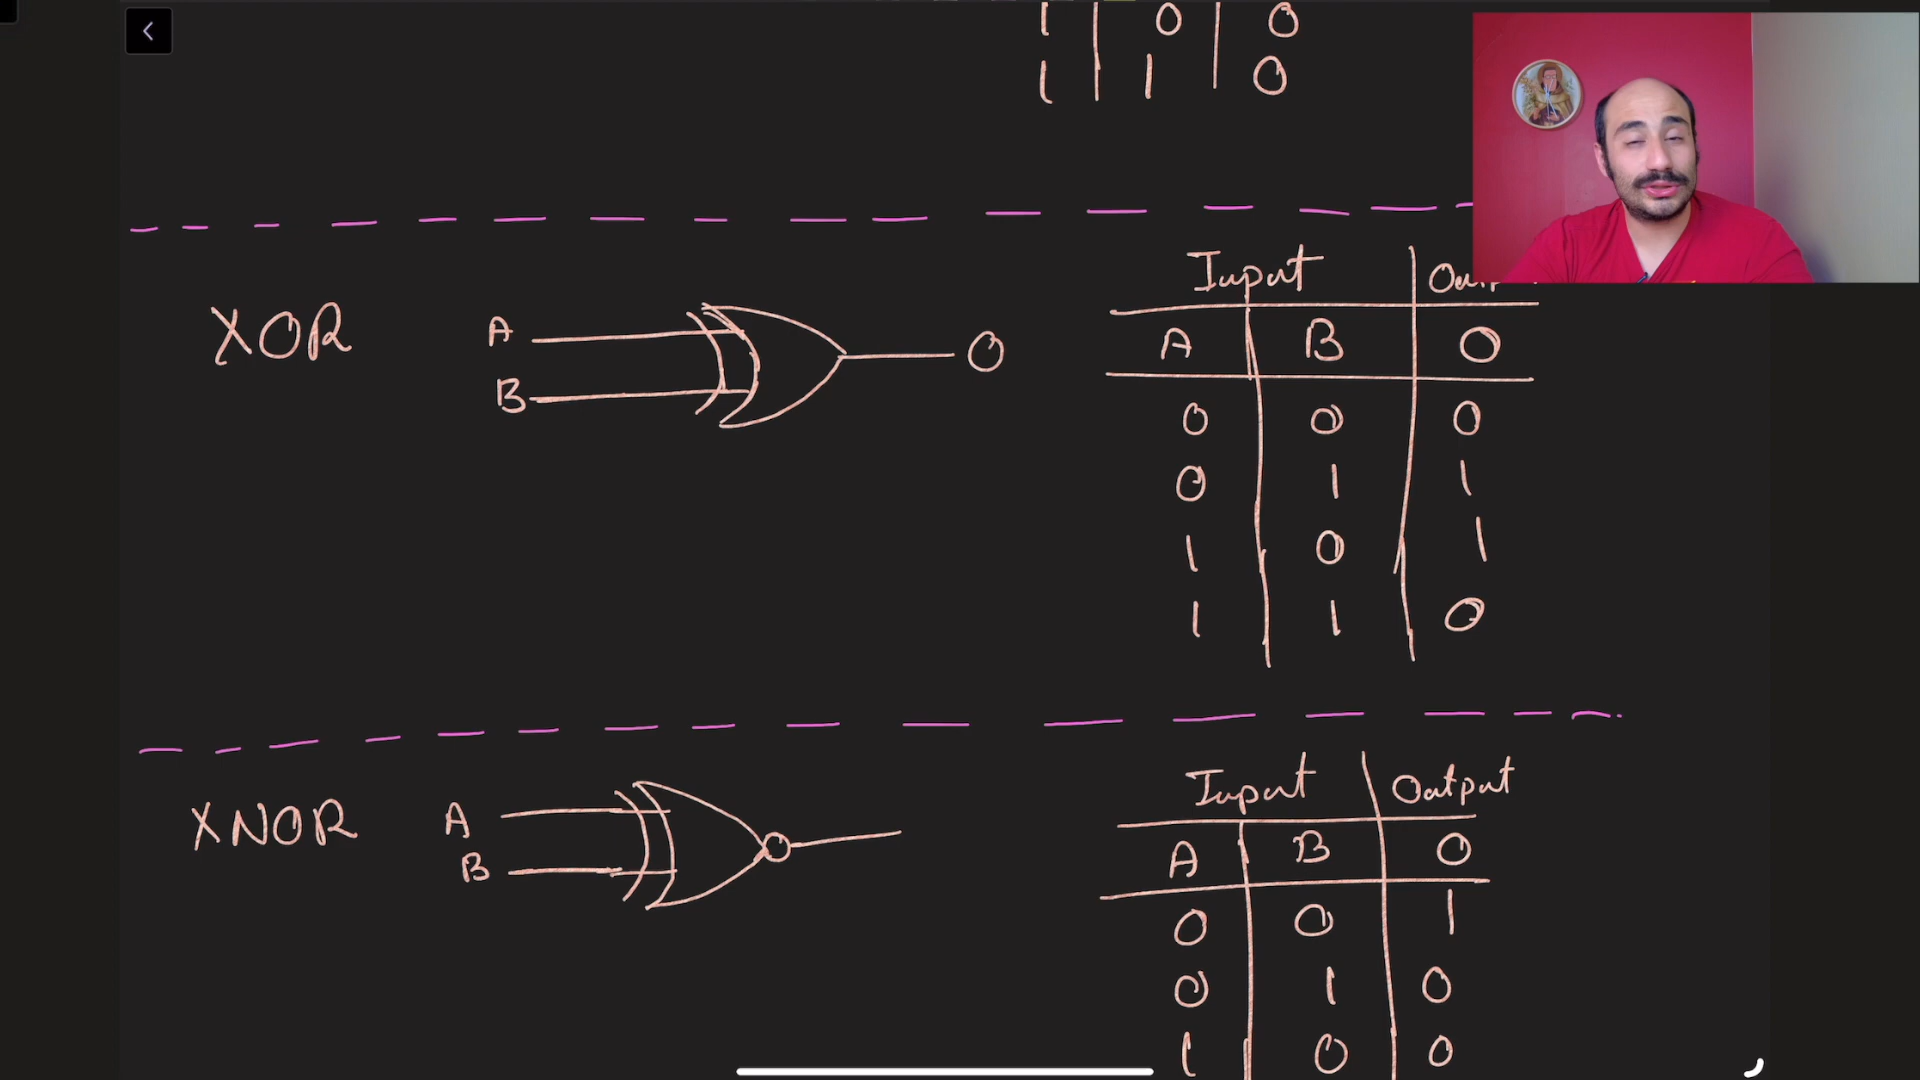 1 0 0
1 1 0
Input
XOR A O A B O
B
0 0 0
0 1 1
1 0 1
1 1 0
Input Output
XNOR A A B O
B
0 0 1
0 1 0
1 0 0